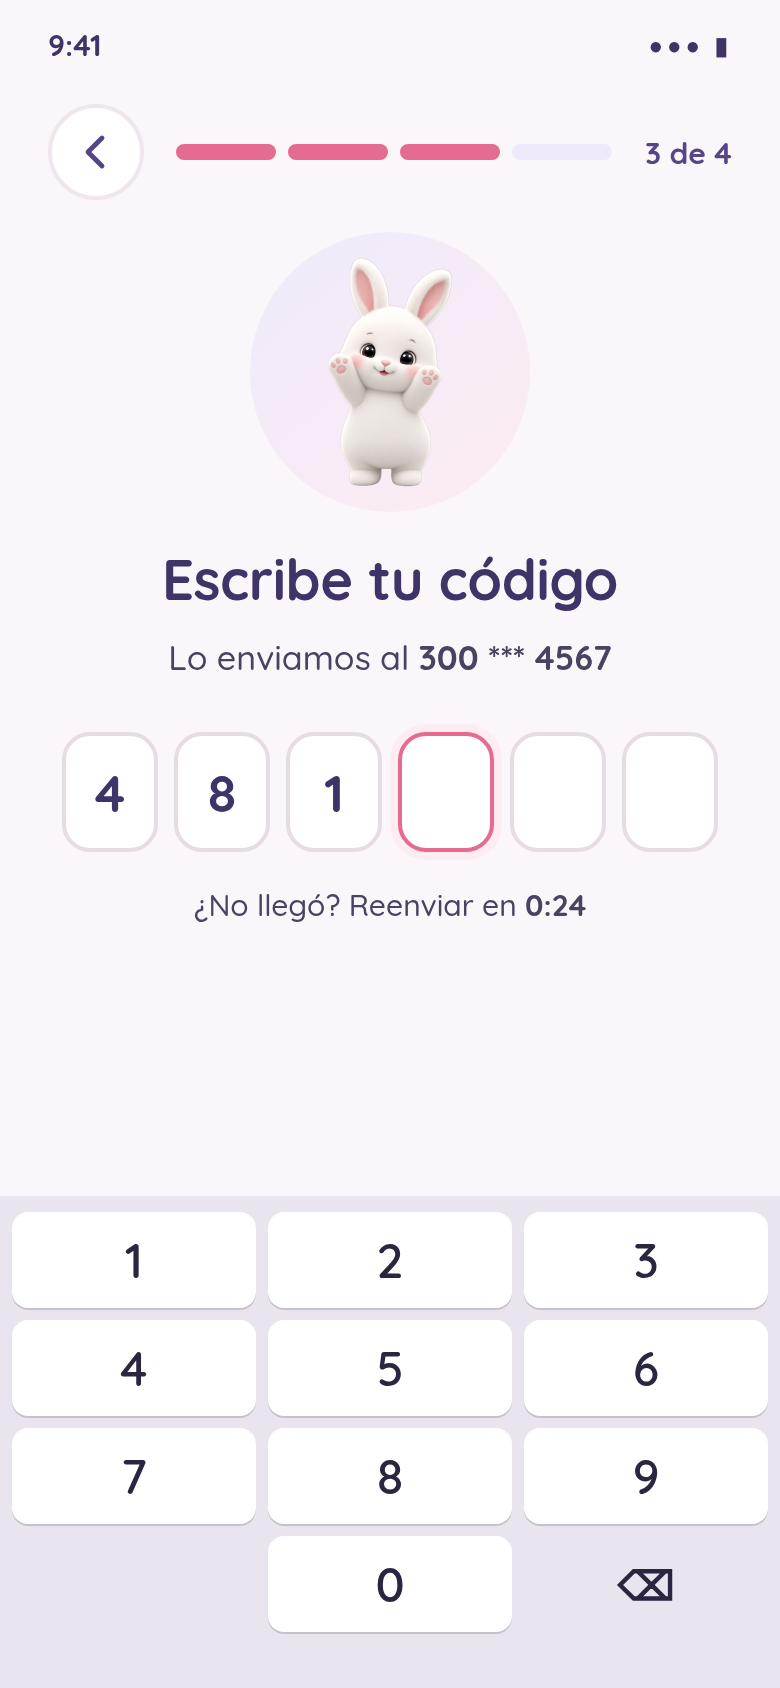 9:41
3 de 4
Escribe tu código
Lo enviamos al 300 *** 4567
4 8 1
¿No llegó? Reenviar en 0:24
1 2 3
4 5 6
7 8 9
0 ⌫